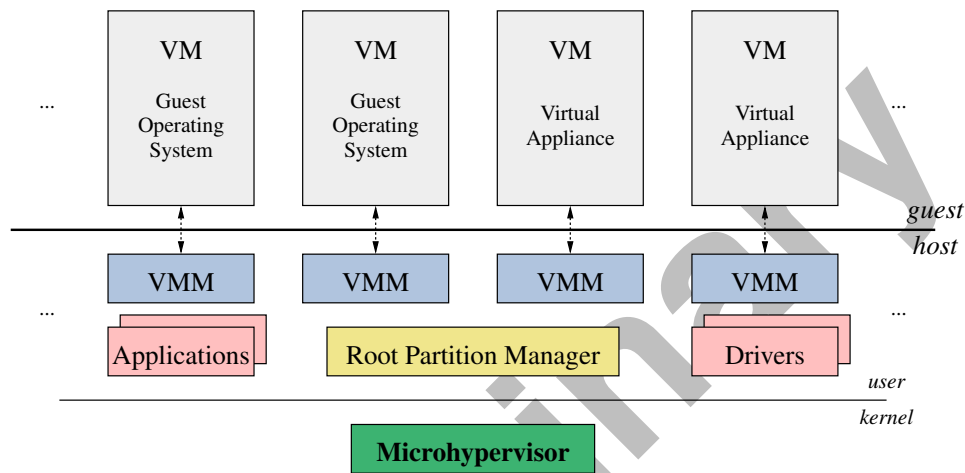 VM VM VM VM
... Guest Operating System Guest Operating System Virtual Appliance Virtual Appliance ...
guest
host
VMM VMM VMM VMM
... ...
Applications Root Partition Manager Drivers
user
kernel
Microhypervisor